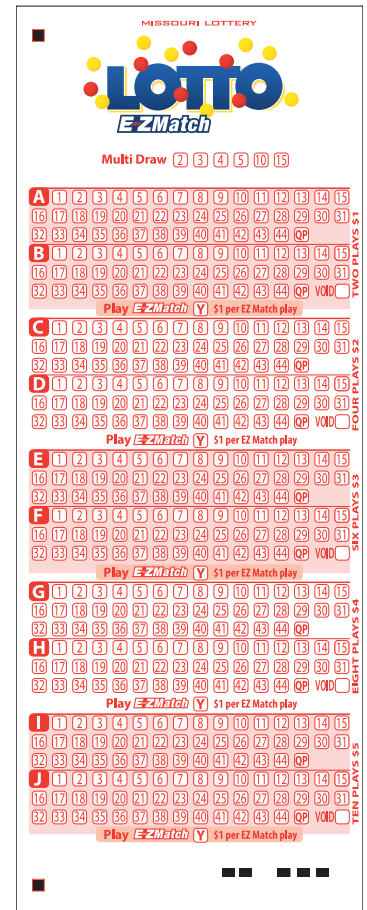 MISSOURI LOTTERY
LOTTO
E-ZMatch
Multi Draw 2 3 4 5 10 15
A 1 2 3 4 5 6 7 8 9 10 11 12 13 14 15
16 17 18 19 20 21 22 23 24 25 26 27 28 29 30 31
32 33 34 35 36 37 38 39 40 41 42 43 44 QP
B 1 2 3 4 5 6 7 8 9 10 11 12 13 14 15
16 17 18 19 20 21 22 23 24 25 26 27 28 29 30 31
32 33 34 35 36 37 38 39 40 41 42 43 44 QP VOID
Play E-ZMatch Y $1 per EZ Match play
TWO PLAYS $1
C 1 2 3 4 5 6 7 8 9 10 11 12 13 14 15
16 17 18 19 20 21 22 23 24 25 26 27 28 29 30 31
32 33 34 35 36 37 38 39 40 41 42 43 44 QP
D 1 2 3 4 5 6 7 8 9 10 11 12 13 14 15
16 17 18 19 20 21 22 23 24 25 26 27 28 29 30 31
32 33 34 35 36 37 38 39 40 41 42 43 44 QP VOID
Play E-ZMatch Y $1 per EZ Match play
FOUR PLAYS $2
E 1 2 3 4 5 6 7 8 9 10 11 12 13 14 15
16 17 18 19 20 21 22 23 24 25 26 27 28 29 30 31
32 33 34 35 36 37 38 39 40 41 42 43 44 QP
F 1 2 3 4 5 6 7 8 9 10 11 12 13 14 15
16 17 18 19 20 21 22 23 24 25 26 27 28 29 30 31
32 33 34 35 36 37 38 39 40 41 42 43 44 QP VOID
Play E-ZMatch Y $1 per EZ Match play
SIX PLAYS $3
G 1 2 3 4 5 6 7 8 9 10 11 12 13 14 15
16 17 18 19 20 21 22 23 24 25 26 27 28 29 30 31
32 33 34 35 36 37 38 39 40 41 42 43 44 QP
H 1 2 3 4 5 6 7 8 9 10 11 12 13 14 15
16 17 18 19 20 21 22 23 24 25 26 27 28 29 30 31
32 33 34 35 36 37 38 39 40 41 42 43 44 QP VOID
Play E-ZMatch Y $1 per EZ Match play
EIGHT PLAYS $4
I 1 2 3 4 5 6 7 8 9 10 11 12 13 14 15
16 17 18 19 20 21 22 23 24 25 26 27 28 29 30 31
32 33 34 35 36 37 38 39 40 41 42 43 44 QP
J 1 2 3 4 5 6 7 8 9 10 11 12 13 14 15
16 17 18 19 20 21 22 23 24 25 26 27 28 29 30 31
32 33 34 35 36 37 38 39 40 41 42 43 44 QP VOID
Play E-ZMatch Y $1 per EZ Match play
TEN PLAYS $5